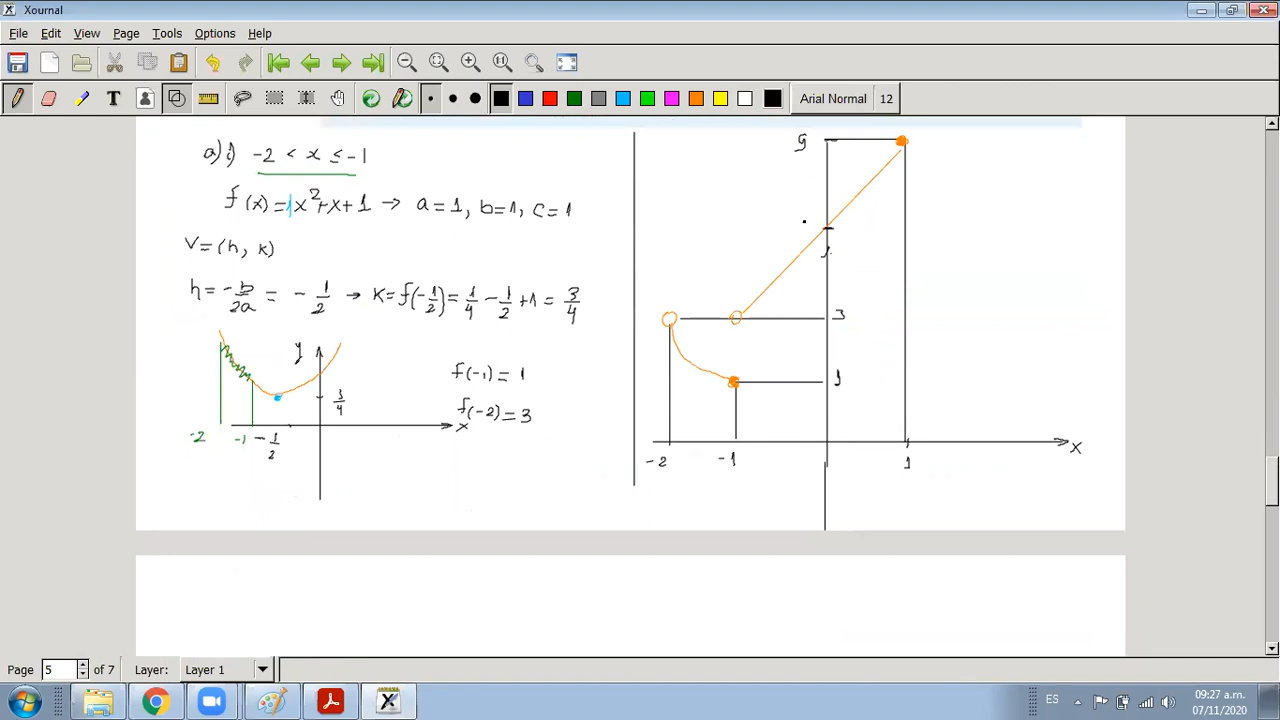 Xournal
File Edit View Page Tools Options Help
Arial Normal 12
a) i) -2 < x ≤ -1
f(x) = 1x²+x+1 → a=1, b=1, c=1
V=(h, k)
h = -b/2a = -1/2 → k=f(-1/2)= 1/4 - 1/2 +1 = 3/4
y
3/4
x
-2 -1 -1/2
f(-1) = 1
f(-2) = 3
9
3
1
-2 -1 1 x
Page 5 of 7 Layer: Layer 1
ES 09:27 a.m.
07/11/2020